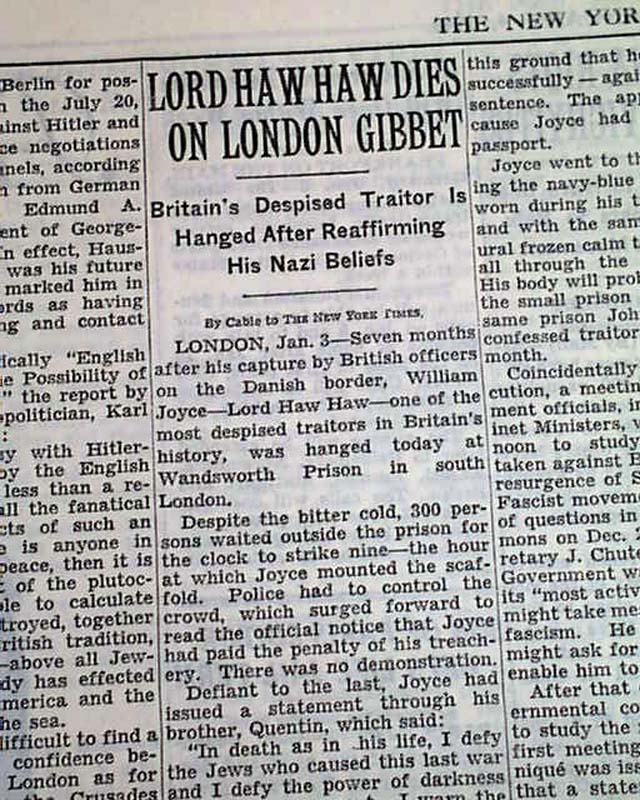 THE NEW YOR
Berlin for pos-
n the July 20,
ainst Hitler and
ce negotiations
nnels, according
n from German
Edmund A.
ent of George-
In effect, Haus-
was his future
marked him in
ords as having
ng and contact
ically "English
e Possibility of
" the report by
politician, Karl
:
sy with Hitler-
by the English
less than a re-
all the fanatical
cts of such an
e is anyone in
peace, then it is
t of the plutoc-
ble to calculate
troyed, together
ritish tradition,
—above all Jew-
dy has effected
merica and the
he sea.
difficult to find a
confidence be-
London as for
the Crusades
LORD HAW HAW DIES
ON LONDON GIBBET
Britain's Despised Traitor Is
Hanged After Reaffirming
His Nazi Beliefs
By Cable to THE NEW YORK TIMES.
LONDON, Jan. 3—Seven months
after his capture by British officers
on the Danish border, William
Joyce—Lord Haw Haw—one of the
most despised traitors in Britain's
history, was hanged today at
Wandsworth Prison in south
London.
Despite the bitter cold, 300 per-
sons waited outside the prison for
the clock to strike nine—the hour
at which Joyce mounted the scaf-
fold. Police had to control the
crowd, which surged forward to
read the official notice that Joyce
had paid the penalty of his treach-
ery. There was no demonstration.
Defiant to the last, Joyce had
issued a statement through his
brother, Quentin, which said:
"In death as in his life, I defy
the Jews who caused this last war
and I defy the power of darkness
I warn the
this ground that h
successfully—agai
sentence. The app
cause Joyce had
passport.
Joyce went to th
ing the navy-blue
worn during his t
and with the sam
ural frozen calm t
all through the
His body will prob
the small prison
same prison Joh
confessed traitor
month.
Coincidentally
cution, a meetin
ment officials, in
inet Ministers, w
noon to study
taken against B
resurgence of S
Fascist movem
of questions in
mons on Dec. 2
retary J. Chute
Government w
its "most activ
might take me
fascism. He
might ask for
enable him to
After that
ernmental co
to study the
first meeting
niqué was iss
that a state